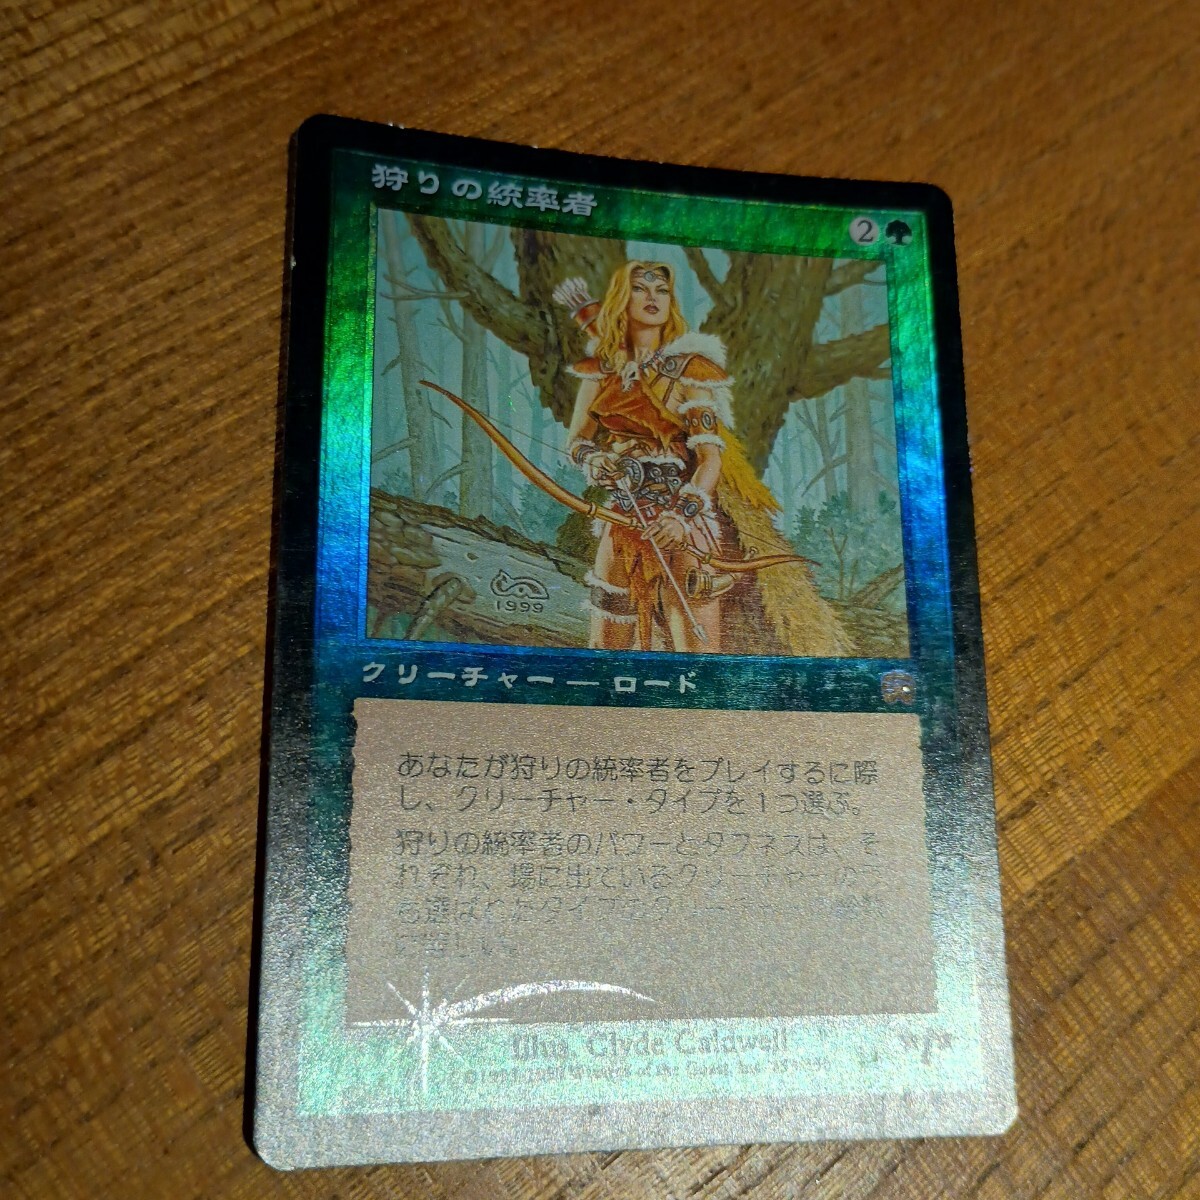 狩りの統率者
2
1999
クリーチャー ― ロード
あなたが狩りの統率者をプレイするに際
し、クリーチャー・タイプを1つ選ぶ。
狩りの統率者のパワーとタフネスは、そ
れぞれ、場に出ているクリーチャーの
Illus. Clyde Caldwell
*/*